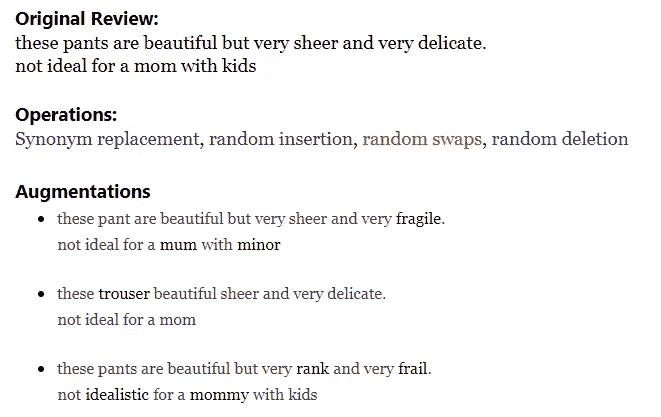 Original Review:
these pants are beautiful but very sheer and very delicate.
not ideal for a mom with kids
Operations:
Synonym replacement, random insertion, random swaps, random deletion
Augmentations
• these pant are beautiful but very sheer and very fragile.
not ideal for a mum with minor
• these trouser beautiful sheer and very delicate.
not ideal for a mom
• these pants are beautiful but very rank and very frail.
not idealistic for a mommy with kids